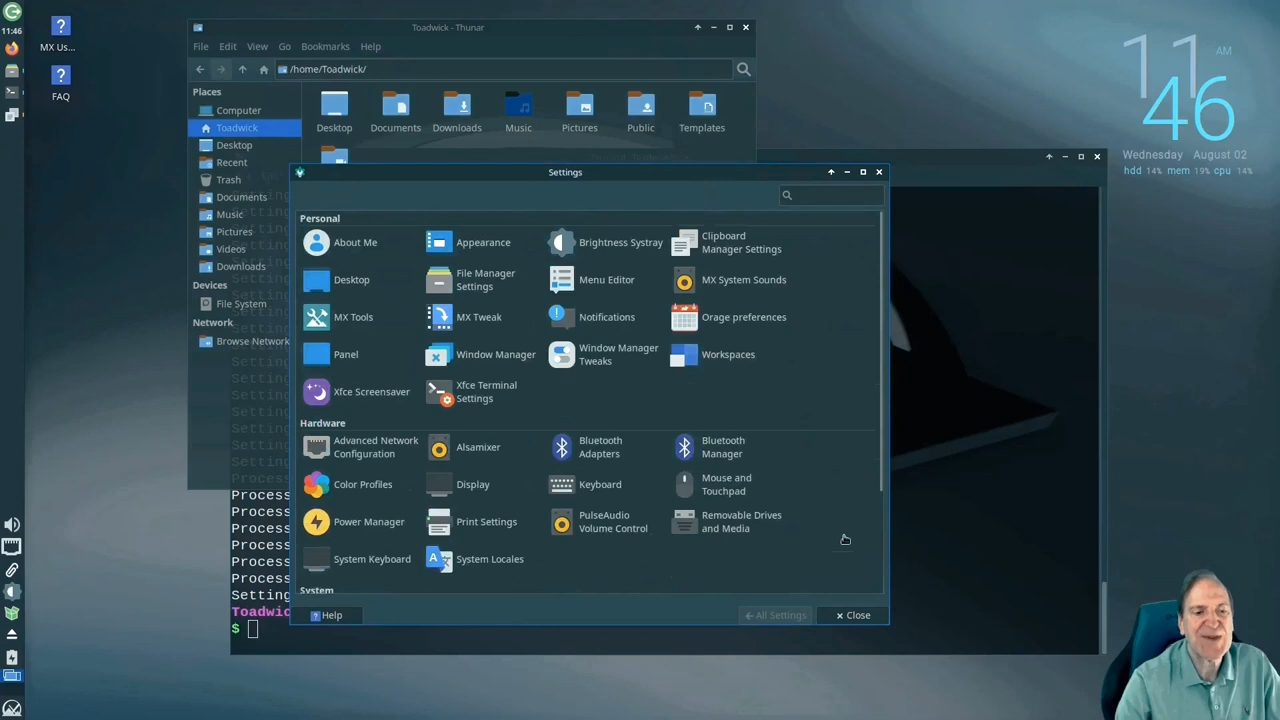 11:46
MX Us...
FAQ
Toadwick - Thunar
File Edit View Go Bookmarks Help
/home/Toadwick/
Places
Computer
Toadwick
Desktop
Recent
Trash
Documents
Music
Pictures
Videos
Downloads
Devices
File System
Network
Browse Network
Desktop Documents Downloads Music Pictures Public Templates
Settings
Personal
About Me
Appearance
Brightness Systray
Clipboard
Manager Settings
Desktop
File Manager
Settings
Menu Editor
MX System Sounds
MX Tools
MX Tweak
Notifications
Orage preferences
Panel
Window Manager
Window Manager
Tweaks
Workspaces
Xfce Screensaver
Xfce Terminal
Settings
Hardware
Advanced Network
Configuration
Alsamixer
Bluetooth
Adapters
Bluetooth
Manager
Color Profiles
Display
Keyboard
Mouse and
Touchpad
Power Manager
Print Settings
PulseAudio
Volume Control
Removable Drives
and Media
System Keyboard
System Locales
System
Help
All Settings
Close
Process
Process
Process
Process
Process
Process
Setting
Toadwic
$
11 AM
46
Wednesday August 02
hdd 14% mem 19% cpu 14%